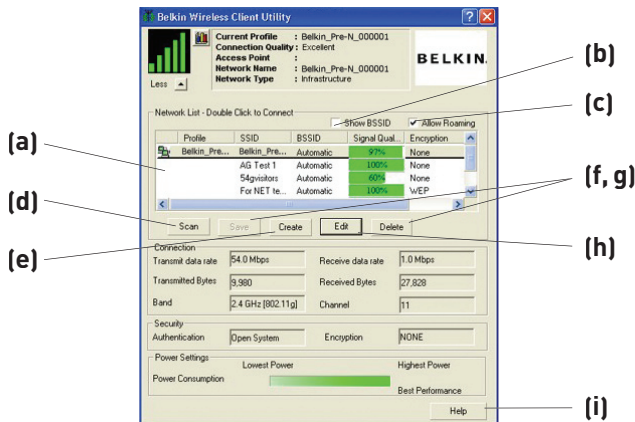 Belkin Wireless Client Utility
Current Profile : Belkin_Pre-N_000001
Connection Quality : Excellent
Access Point :
Network Name : Belkin_Pre-N_000001
Network Type : Infrastructure
BELKIN.
Less
Network List - Double Click to Connect
Show BSSID
Allow Roaming
Profile SSID BSSID Signal Qual... Encryption
Belkin_Pre... Belkin_Pre... Automatic 97% None
AG Test 1 Automatic 100% None
54gvisitors Automatic 60% None
For NET te... Automatic 100% WEP
Scan Save Create Edit Delete
Connection
Transmit data rate 54.0 Mbps Receive data rate 1.0 Mbps
Transmitted Bytes 9,980 Received Bytes 27,828
Band 2.4 GHz [802.11g] Channel 11
Security
Authentication Open System Encryption NONE
Power Settings
Lowest Power Highest Power
Power Consumption
Best Performance
Help
(a)
(b)
(c)
(d)
(e)
(f, g)
(h)
(i)